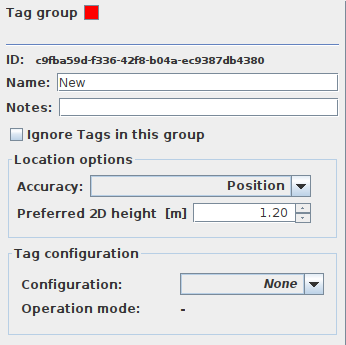 Tag group
ID: c9fba59d-f336-42f8-b04a-ec9387db4380
Name: New
Notes:
Ignore Tags in this group
Location options
Accuracy: Position
Preferred 2D height [m] 1.20
Tag configuration
Configuration: None
Operation mode: -